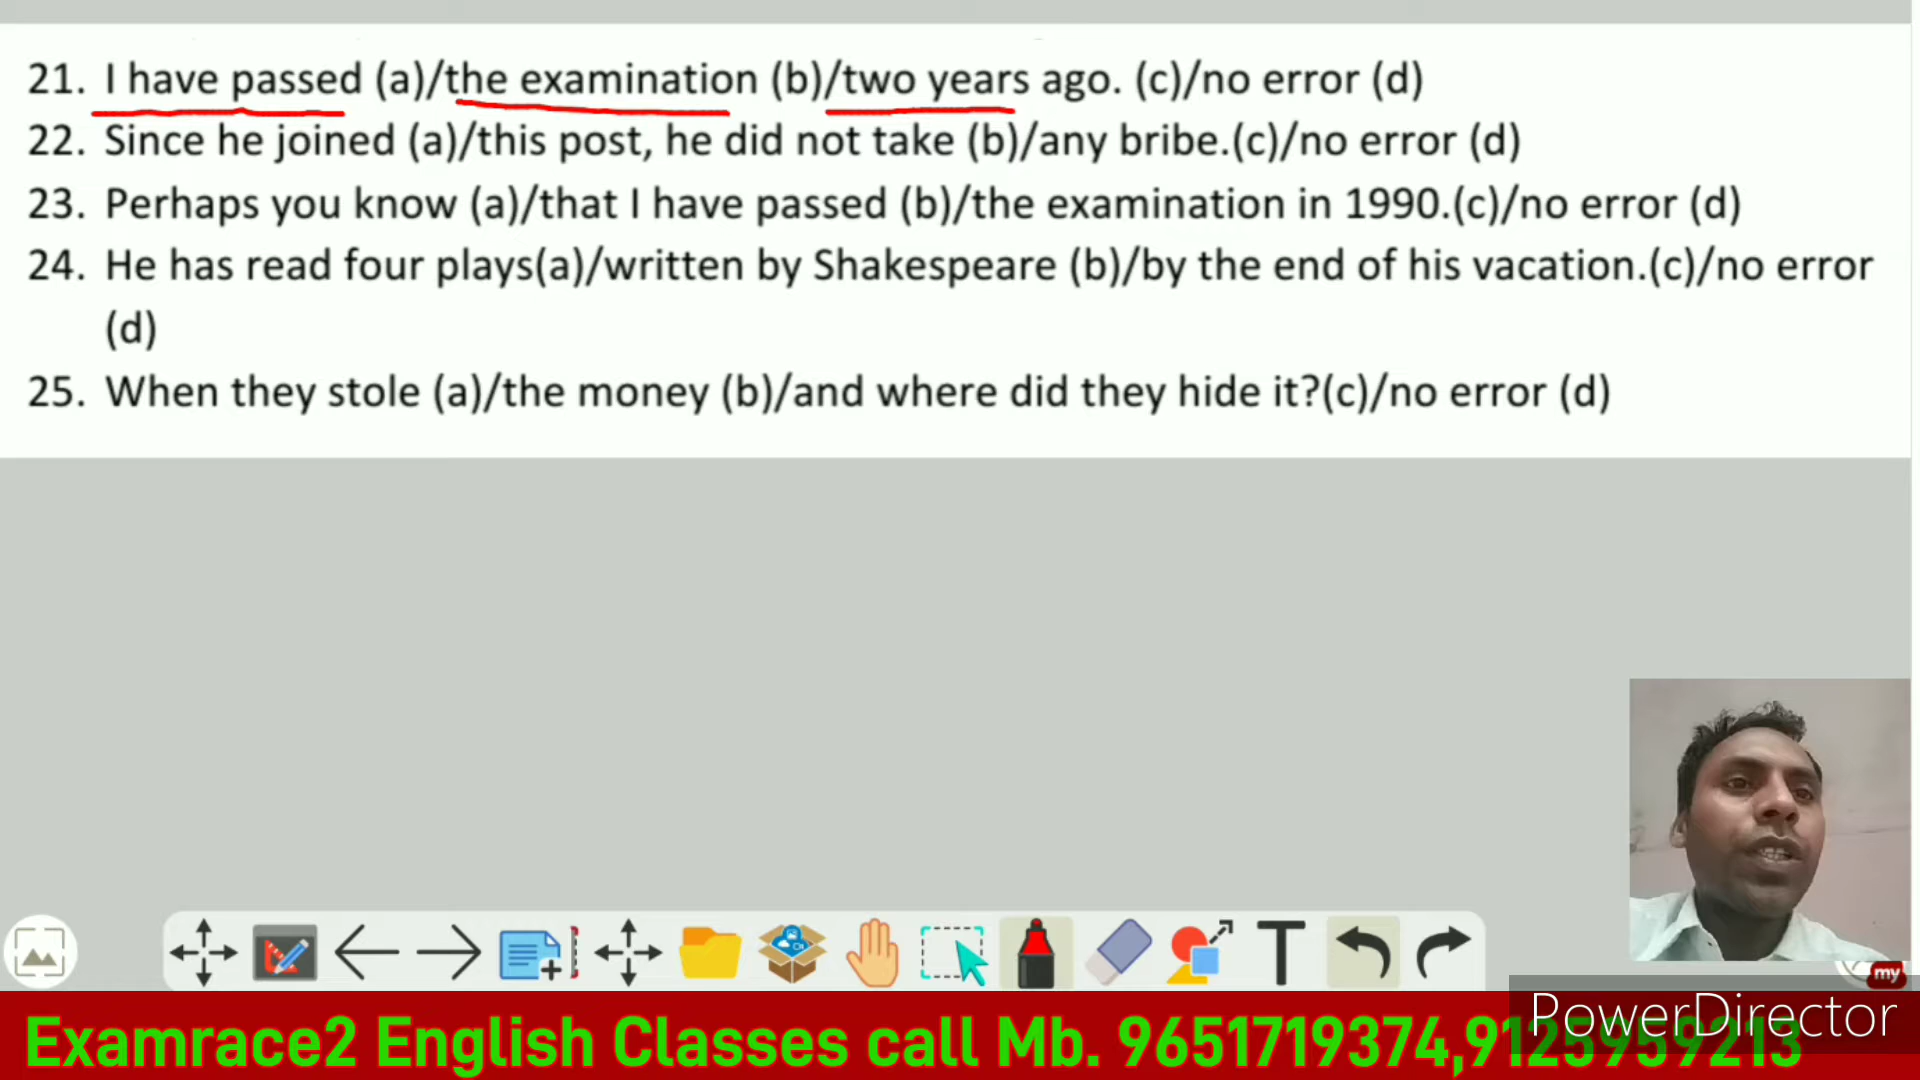 21. I have passed (a)/the examination (b)/two years ago. (c)/no error (d)
22. Since he joined (a)/this post, he did not take (b)/any bribe.(c)/no error (d)
23. Perhaps you know (a)/that I have passed (b)/the examination in 1990.(c)/no error (d)
24. He has read four plays(a)/written by Shakespeare (b)/by the end of his vacation.(c)/no error
(d)
25. When they stole (a)/the money (b)/and where did they hide it?(c)/no error (d)
T
my
PowerDirector
Examrace2 English Classes call Mb. 9651719374,9125959213